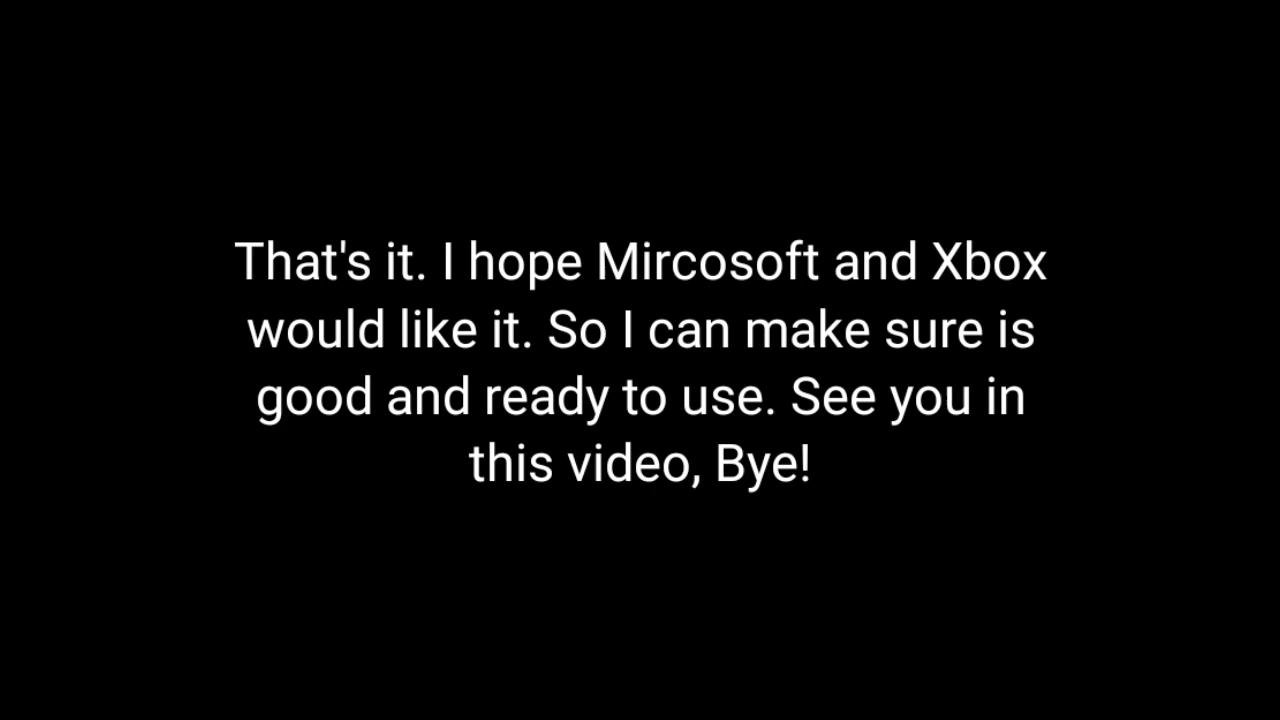 That's it. I hope Mircosoft and Xbox
would like it. So I can make sure is
good and ready to use. See you in
this video, Bye!